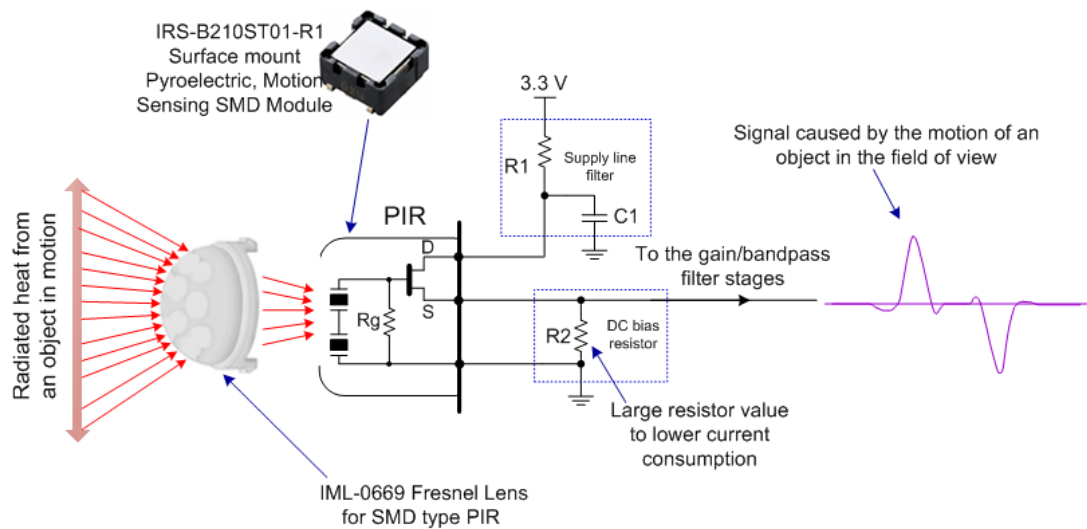 IRS-B210ST01-R1
Surface mount
Pyroelectric, Motion
Sensing SMD Module
3.3 V
R1
Supply line
filter
C1
Signal caused by the motion of an
object in the field of view
Radiated heat from
an object in motion
PIR
D
S
Rg
To the gain/bandpass
filter stages
R2
DC bias
resistor
Large resistor value
to lower current
consumption
IML-0669 Fresnel Lens
for SMD type PIR